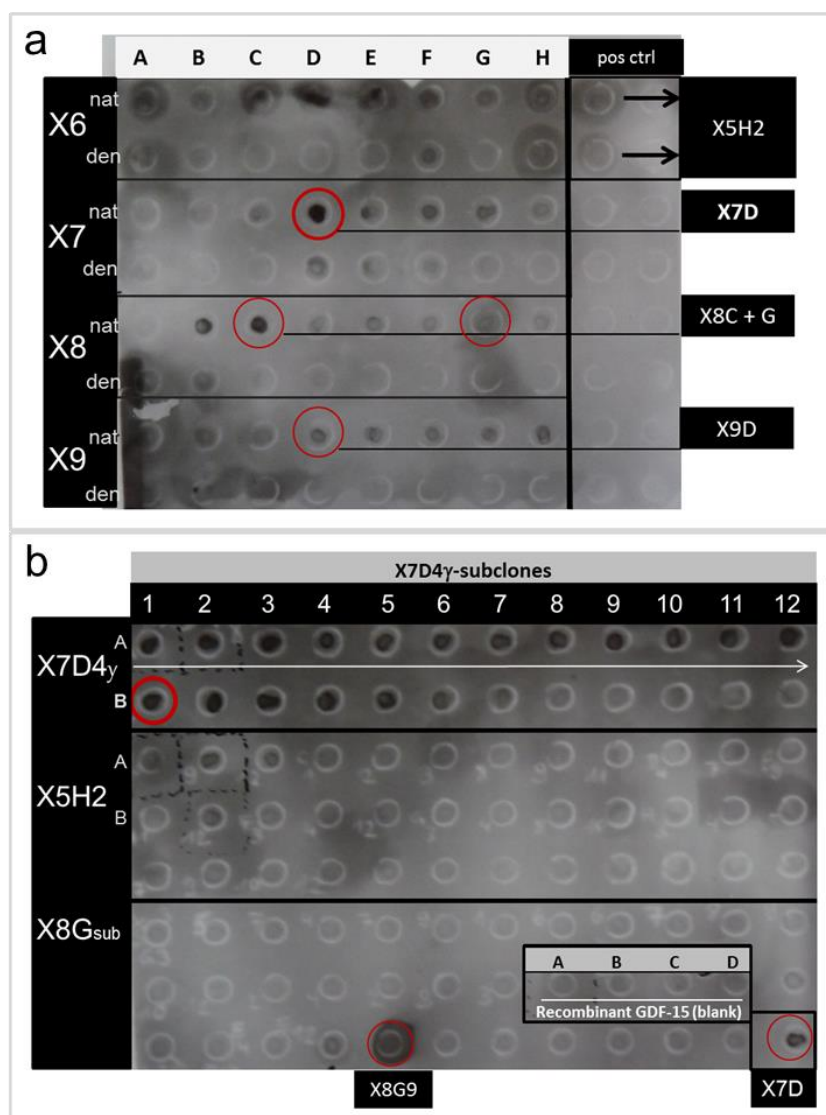 a
A B C D E F G H pos ctrl
X6 nat
den
X5H2
X7 nat
den
X7D
X8 nat
den
X8C + G
X9 nat
den
X9D
b
X7D4γ-subclones
1 2 3 4 5 6 7 8 9 10 11 12
X7D4γ A
B
X5H2 A
B
X8Gsub
A B C D
Recombinant GDF-15 (blank)
X8G9
X7D